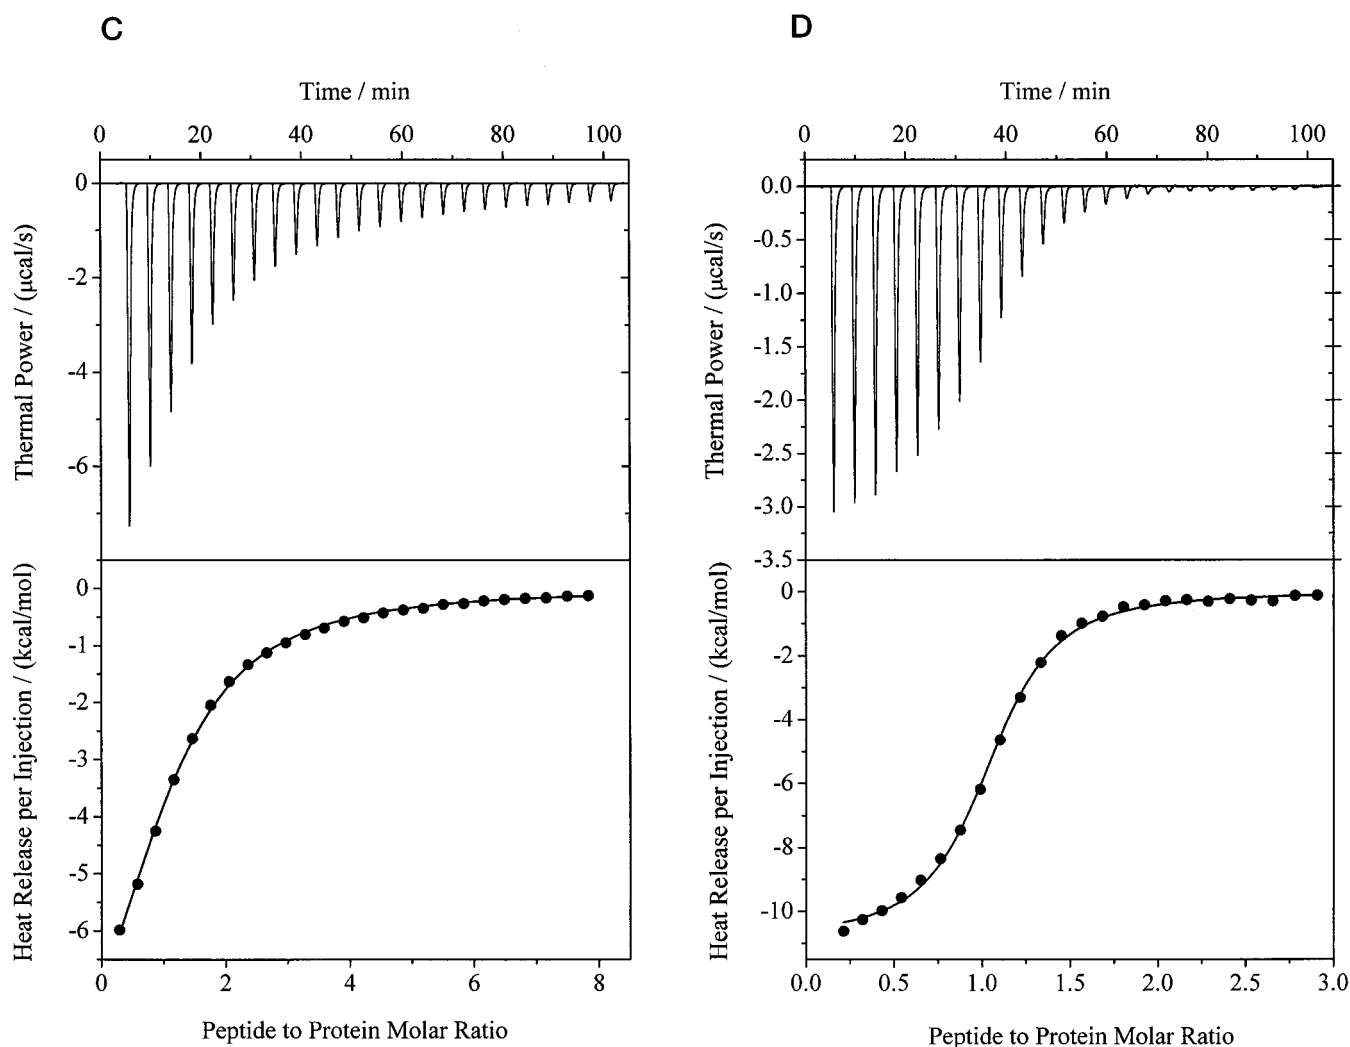 C
D
Time / min
Time / min
0 20 40 60 80 100
0 20 40 60 80 100
Thermal Power / (μcal/s)
0
-2
-4
-6
Thermal Power / (μcal/s)
0.0
-0.5
-1.0
-1.5
-2.0
-2.5
-3.0
-3.5
Heat Release per Injection / (kcal/mol)
0
-1
-2
-3
-4
-5
-6
Heat Release per Injection / (kcal/mol)
0
-2
-4
-6
-8
-10
0 2 4 6 8
0.0 0.5 1.0 1.5 2.0 2.5 3.0
Peptide to Protein Molar Ratio
Peptide to Protein Molar Ratio